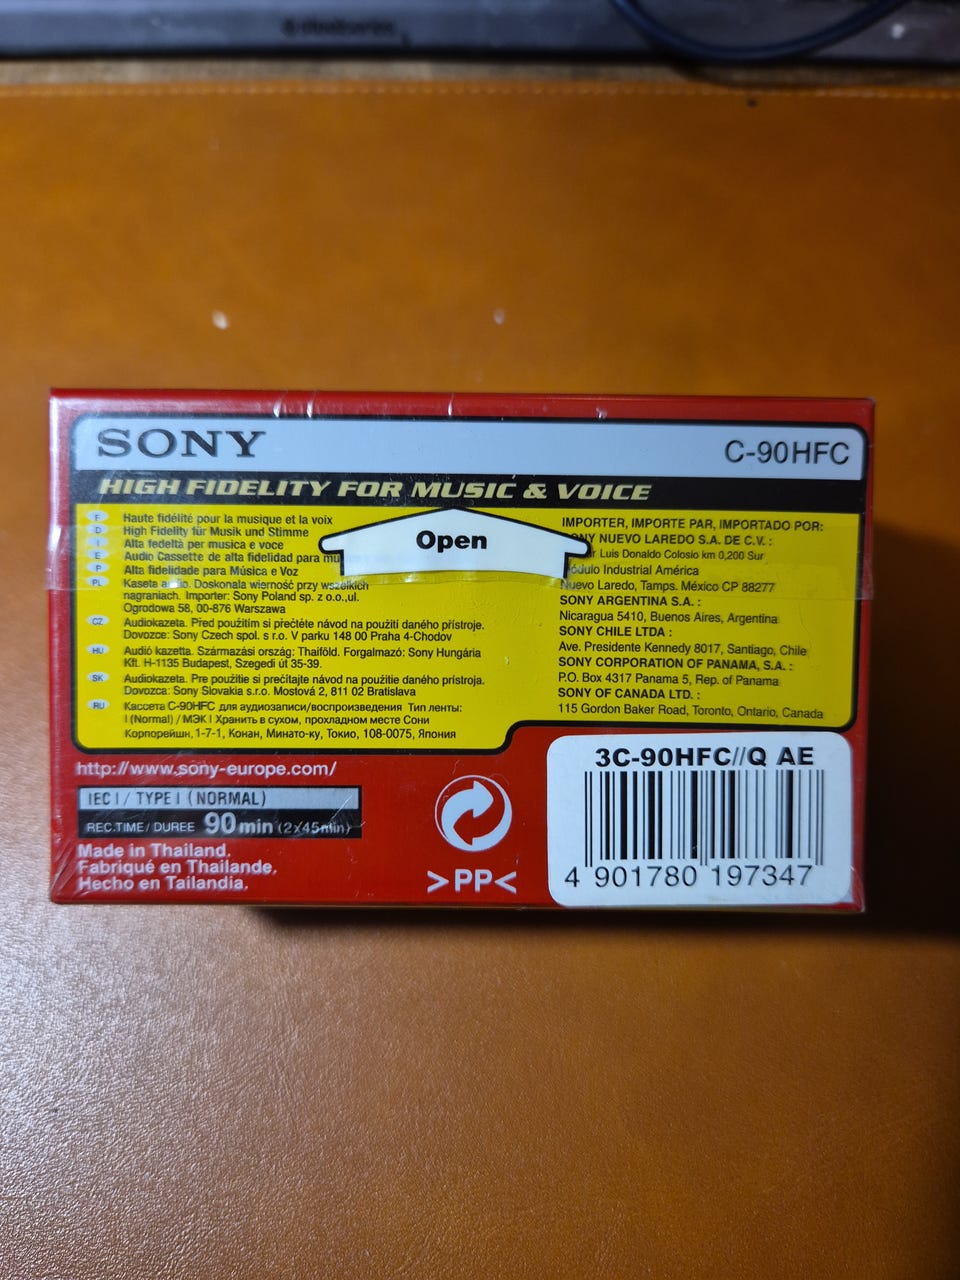 SONY
C-90HFC
HIGH FIDELITY FOR MUSIC & VOICE
Open
F Haute fidélité pour la musique et la voix
D High Fidelity für Musik und Stimme
I Alta fedeltà per musica e voce
E Audio Cassette de alta fidelidad para
P Alta fidelidade para Música e Voz
PL Kaseta audio. Doskonała wierność przy wszelkich
nagraniach. Importer: Sony Poland sp. z o.o.,ul.
Ogrodowa 58, 00-876 Warszawa
CZ Audiokazeta. Před použitím si přečtěte návod na použití daného přístroje.
Dovozce: Sony Czech spol. s r.o. V parku 148 00 Praha 4-Chodov
HU Audió kazetta. Származási ország: Thaiföld. Forgalmazó: Sony Hungária
Kft. H-1135 Budapest, Szegedi út 35-39.
SK Audiokazeta. Pre použitie si prečítajte návod na použitie daného prístroja.
Dovozca: Sony Slovakia s.r.o. Mostová 2, 811 02 Bratislava
RU Кассета C-90HFC для аудиозаписи/воспроизведения Тип ленты:
I (Normal) / МЭК I Хранить в сухом, прохладном месте Сони
Корпорейшн, 1-7-1, Конан, Минато-ку, Токио, 108-0075, Япония
IMPORTER, IMPORTE PAR, IMPORTADO POR:
NUEVO LAREDO S.A. DE C.V. :
Luis Donaldo Colosio km 0,200 Sur
Módulo Industrial América
Nuevo Laredo, Tamps. México CP 88277
SONY ARGENTINA S.A. :
Nicaragua 5410, Buenos Aires, Argentina
SONY CHILE LTDA :
Ave. Presidente Kennedy 8017, Santiago, Chile
SONY CORPORATION OF PANAMA, S.A. :
P.O. Box 4317 Panama 5, Rep. of Panama
SONY OF CANADA LTD. :
115 Gordon Baker Road, Toronto, Ontario, Canada
http://www.sony-europe.com/
IEC I / TYPE I (NORMAL)
REC.TIME / DUREE 90 min (2x45min)
Made in Thailand.
Fabriqué en Thailande.
Hecho en Tailandia.
>PP<
3C-90HFC//Q AE
4 901780 197347